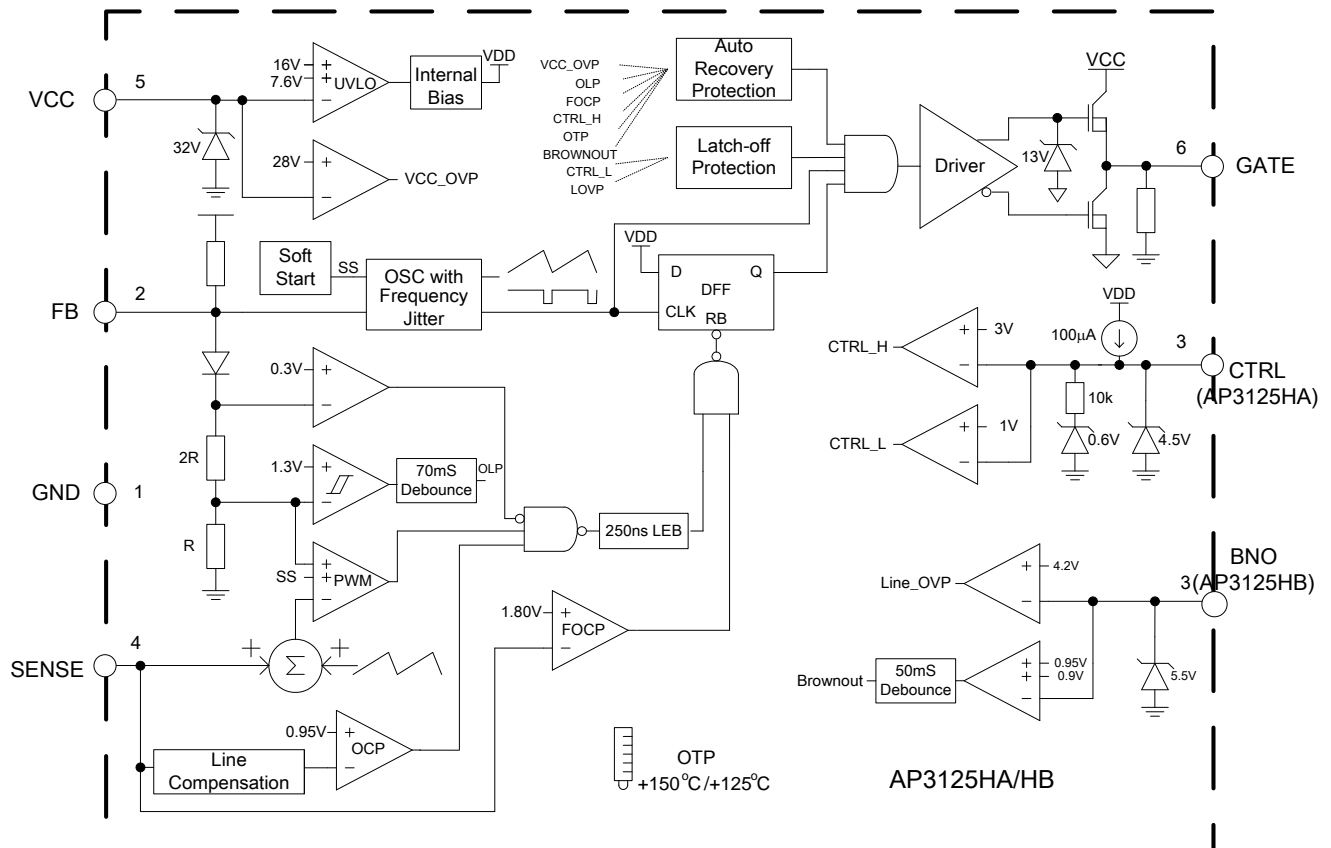 VCC
5
16V
7.6V
+
+
−
UVLO
Internal
Bias
VDD
32V
28V
+
−
VCC_OVP
VCC_OVP
OLP
FOCP
CTRL_H
OTP
BROWNOUT
CTRL_L
LOVP
Auto
Recovery
Protection
Latch-off
Protection
Driver
VCC
13V
6
GATE
FB
2
Soft
Start
SS
OSC with
Frequency
Jitter
VDD
D
Q
DFF
CLK
RB
0.3V
+
−
2R
1.3V
+
−
70mS
Debounce
OLP
GND
1
R
SS
+
+
−
PWM
250ns LEB
SENSE
4
+
Σ
+
1.80V
+
−
FOCP
0.95V
+
−
OCP
Line
Compensation
OTP
+150°C/+125°C
VDD
100μA
CTRL_H
+
−
3V
3
CTRL
(AP3125HA)
10k
0.6V
4.5V
CTRL_L
+
−
1V
Line_OVP
+
−
4.2V
BNO
3(AP3125HB)
5.5V
Brownout
50mS
Debounce
+
+
−
0.95V
0.9V
AP3125HA/HB